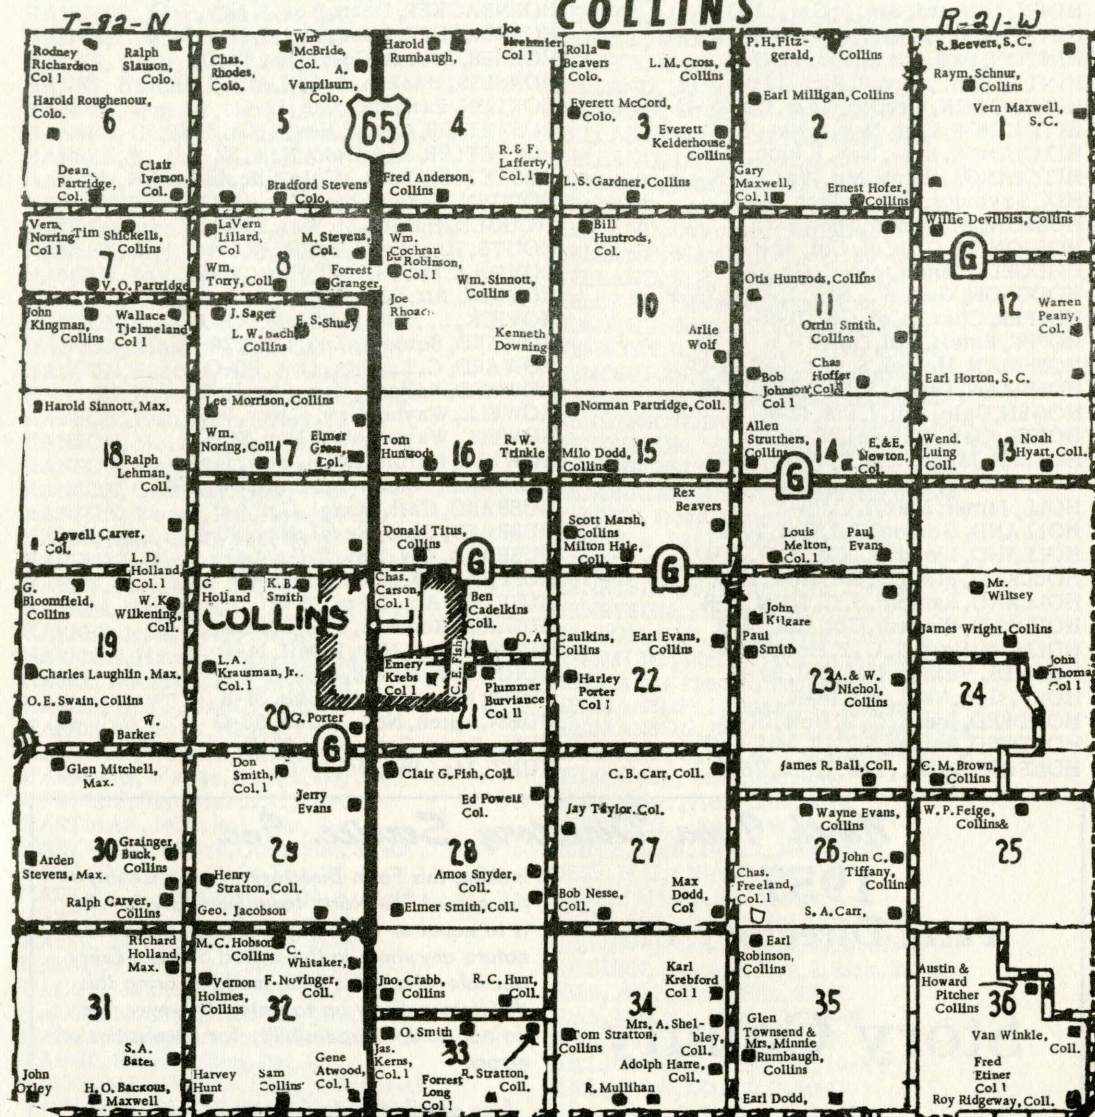 COLLINS
T-82-N
R-21-W
Rodney
Richardson
Col 1
Ralph
Slauson,
Colo.
Harold Roughenour,
Colo.
6
Dean
Partridge,
Col.
Clair
Iverson,
Col.
Chas.
Rhodes,
Colo.
Wm
McBride,
Col.
A.
Vanpilsum,
Colo.
5
65
Bradford Stevens
Colo.
Harold
Rumbaugh,
Joe
Col 1
4
R. & F.
Lafferty,
Col. 1
Fred Anderson,
Collins
Rolla
Beavers
Colo.
L. M. Cross,
Collins
Everett McCord,
Colo.
3
Everett
Kelderhouse,
Collins
L. S. Gardner, Collins
P. H. Fitz-
gerald,
Collins
Earl Milligan, Collins
2
Gary
Maxwell,
Col. 1
Ernest Hofer,
Collins
R. Beevers, S. C.
Raym. Schnur,
Collins
Vern Maxwell,
S. C.
1
Vern
Norring
Col 1
Tim Shickells,
Collins
7
V. O. Partridge
LaVern
Lillard,
Col.
M. Stevens,
Col.
Wm.
Torry, Coll
8
Forrest
Granger
Wm.
Cochran
Robinson,
Col. 1
Wm. Sinnott,
Collins
Joe
Kenneth
Downing
Bill
Huntrods,
Col.
10
Arlie
Wolf
Otis Huntrods, Collins
11
Orrin Smith,
Collins
Bob
Johnson
Col 1
Chas
Hoffer
Col
Willie Devilbiss, Collins
G
12
Warren
Peany,
Col.
Earl Horton, S. C.
John
Kingman,
Collins
Wallace
Tjelmeland
Col 1
J. Sager
L. W. Bach
Collins
E. S. Shuey
Harold Sinnott, Max.
18
Ralph
Lehman,
Coll.
Lowell Carver,
Col.
L. D.
Holland
Col. 1
Lee Morrison, Collins
Wm.
Noring, Coll
17
Elmer
Col.
Tom
Huntrods
16
R. W.
Trinkle
Donald Titus,
Collins
G
Norman Partridge, Coll.
Milo Dodd,
Collins
15
Rex
Beavers
Scott Marsh,
Collins
Milton Hale,
Coll.
G
Allen
Strutthers,
Collins
14
E. & E.
Newton,
Col.
G
Louis
Melton,
Col. 1
Paul
Evans
Wend.
Luing
Coll.
13
Noah
Hyatt, Coll.
G.
Bloomfield,
Collins
W. K.
Wilkening,
Coll.
19
Charles Laughlin, Max.
O. E. Swain, Collins
W.
Barker
G
Holland
K. B.
Smith
COLLINS
L. A.
Krausman, Jr.
Col. 1
20
G. Porter
G
Chas.
Carson,
Col. 1
Ben
Cadelkins
Coll.
Emery
Krebs
Col 1
C. E. Fish
O. A.
Plummer
Burviance
Col 1
21
Caulkins,
Collins
Earl Evans,
Collins
Harley
Porter
Col 1
22
John
Kilgare
Paul
Smith
23
A. & W.
Nichol,
Collins
Mr.
Wiltsey
James Wright, Collins
24
John
Thoma
Col 1
Glen Mitchell,
Max.
30
Grainger,
Buck,
Collins
Arden
Stevens, Max.
Ralph Carver,
Collins
Don
Smith,
Col. 1
Jerry
Evans
29
Henry
Stratton, Coll.
Geo. Jacobson
Clair G. Fish, Coll.
Ed Powell
Col.
28
Amos Snyder,
Coll.
Elmer Smith, Coll.
C. B. Carr, Coll.
Jay Taylor, Col.
27
Bob Nesse,
Coll.
Max
Dodd,
Col
James R. Ball, Coll.
Wayne Evans,
Collins
26
John C.
Tiffany,
Collins
Chas.
Freeland,
Col. 1
S. A. Carr,
C. M. Brown,
Collins
W. P. Feige,
Collins&
25
Richard
Holland,
Max.
31
S. A.
Bates
John
Oxley
H. O. Backous,
Maxwell
M. C. Hobson
Collins
C.
Whitaker,
Vernon
Holmes,
Collins
F. Hovinger,
Coll.
32
Harvey
Hunt
Sam
Collins
Gene
Atwood,
Col. 1
Jno. Crabb,
Collins
R. C. Hunt,
Coll.
O. Smith
33
Jas.
Kerns,
Col. 1
R. Stratton,
Coll.
Forrest
Long
Col 1
Karl
Krebford
Col 1
34
Tom Stratton,
Collins
Mrs. A. Shel-
bley,
Coll.
Adolph Harre,
Coll.
R. Mullihan
Earl
Robinson,
Collins
35
Glen
Townsend &
Mrs. Minnie
Rumbaugh,
Collins
Earl Dodd,
Austin &
Howard
Pitcher
Collins
36
Van Winkle,
Coll.
Fred
Etiner
Col 1
Roy Ridgeway, Coll.